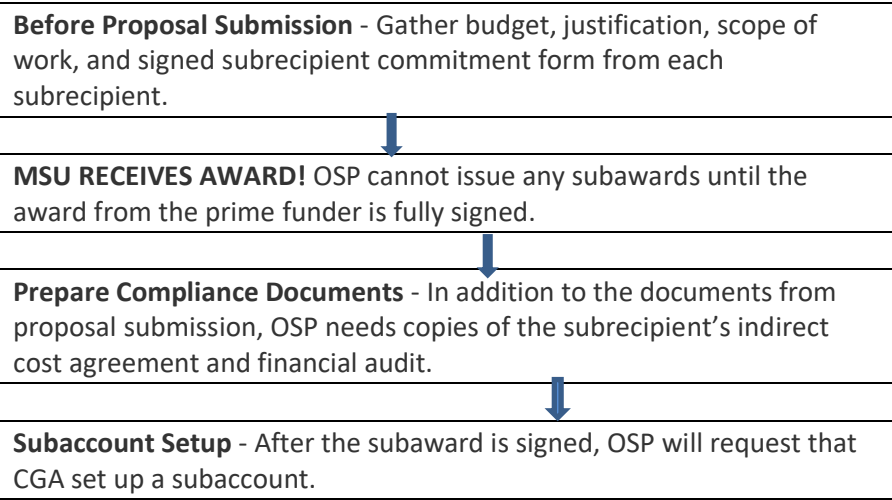 Before Proposal Submission - Gather budget, justification, scope of
work, and signed subrecipient commitment form from each
subrecipient.
MSU RECEIVES AWARD! OSP cannot issue any subawards until the
award from the prime funder is fully signed.
Prepare Compliance Documents - In addition to the documents from
proposal submission, OSP needs copies of the subrecipient’s indirect
cost agreement and financial audit.
Subaccount Setup - After the subaward is signed, OSP will request that
CGA set up a subaccount.